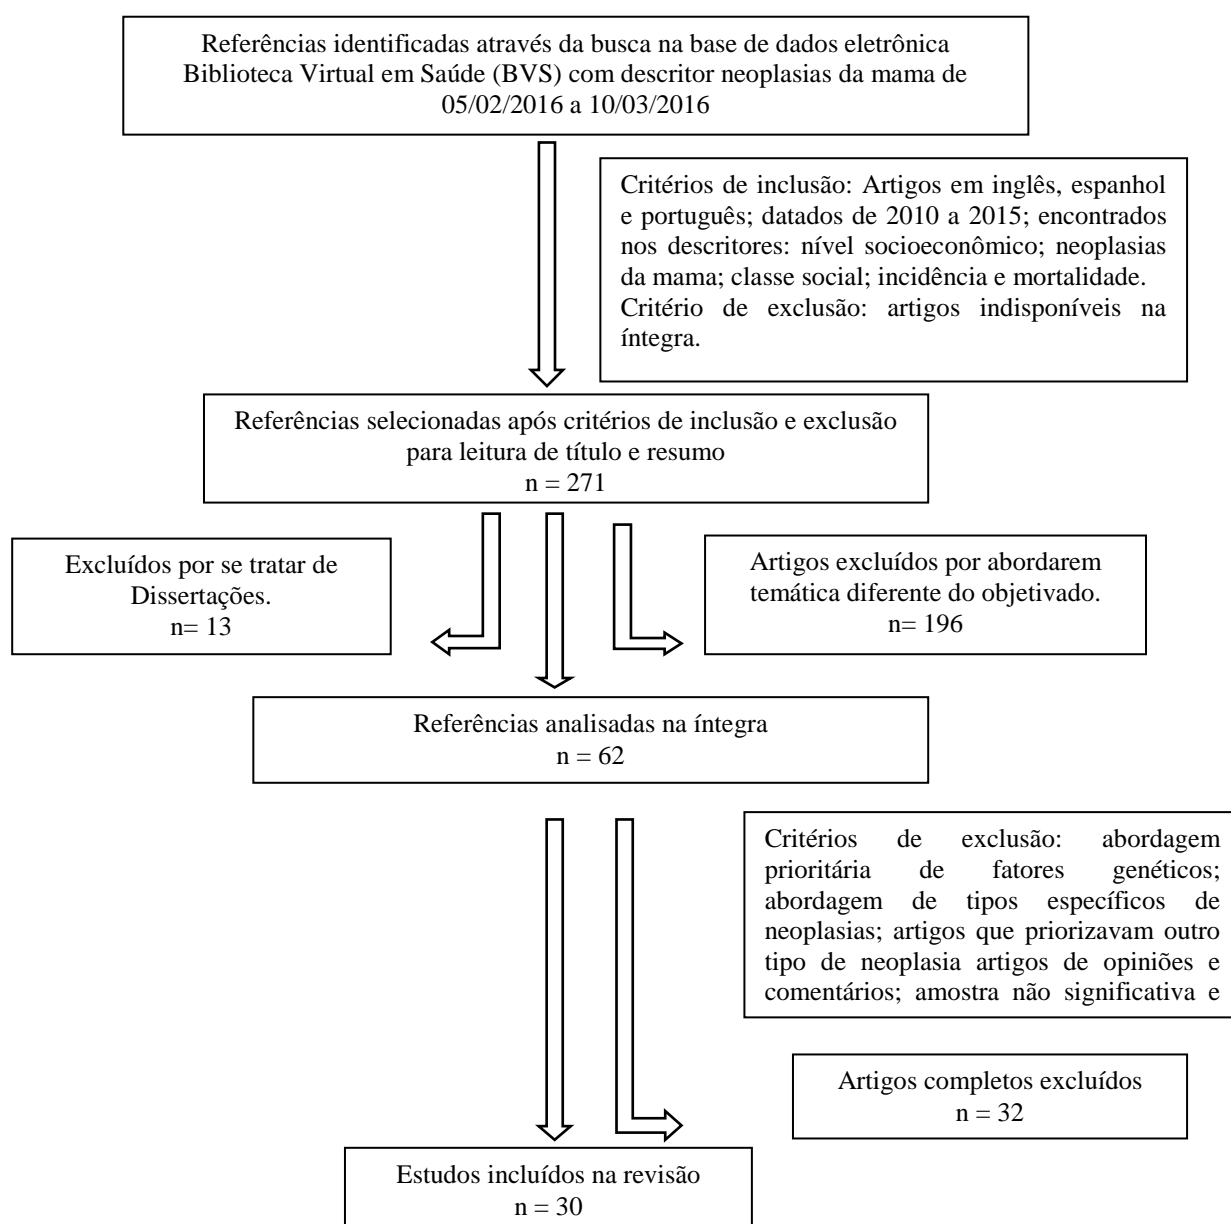 Referências identificadas através da busca na base de dados eletrônica
Biblioteca Virtual em Saúde (BVS) com descritor neoplasias da mama de
05/02/2016 a 10/03/2016
Critérios de inclusão: Artigos em inglês, espanhol
e português; datados de 2010 a 2015; encontrados
nos descritores: nível socioeconômico; neoplasias
da mama; classe social; incidência e mortalidade.
Critério de exclusão: artigos indisponíveis na
íntegra.
Referências selecionadas após critérios de inclusão e exclusão
para leitura de título e resumo
n = 271
Excluídos por se tratar de
Dissertações.
n= 13
Artigos excluídos por abordarem
temática diferente do objetivado.
n= 196
Referências analisadas na íntegra
n = 62
Critérios de exclusão: abordagem
prioritária de fatores genéticos;
abordagem de tipos específicos de
neoplasias; artigos que priorizavam outro
tipo de neoplasia artigos de opiniões e
comentários; amostra não significativa e
Artigos completos excluídos
n = 32
Estudos incluídos na revisão
n = 30